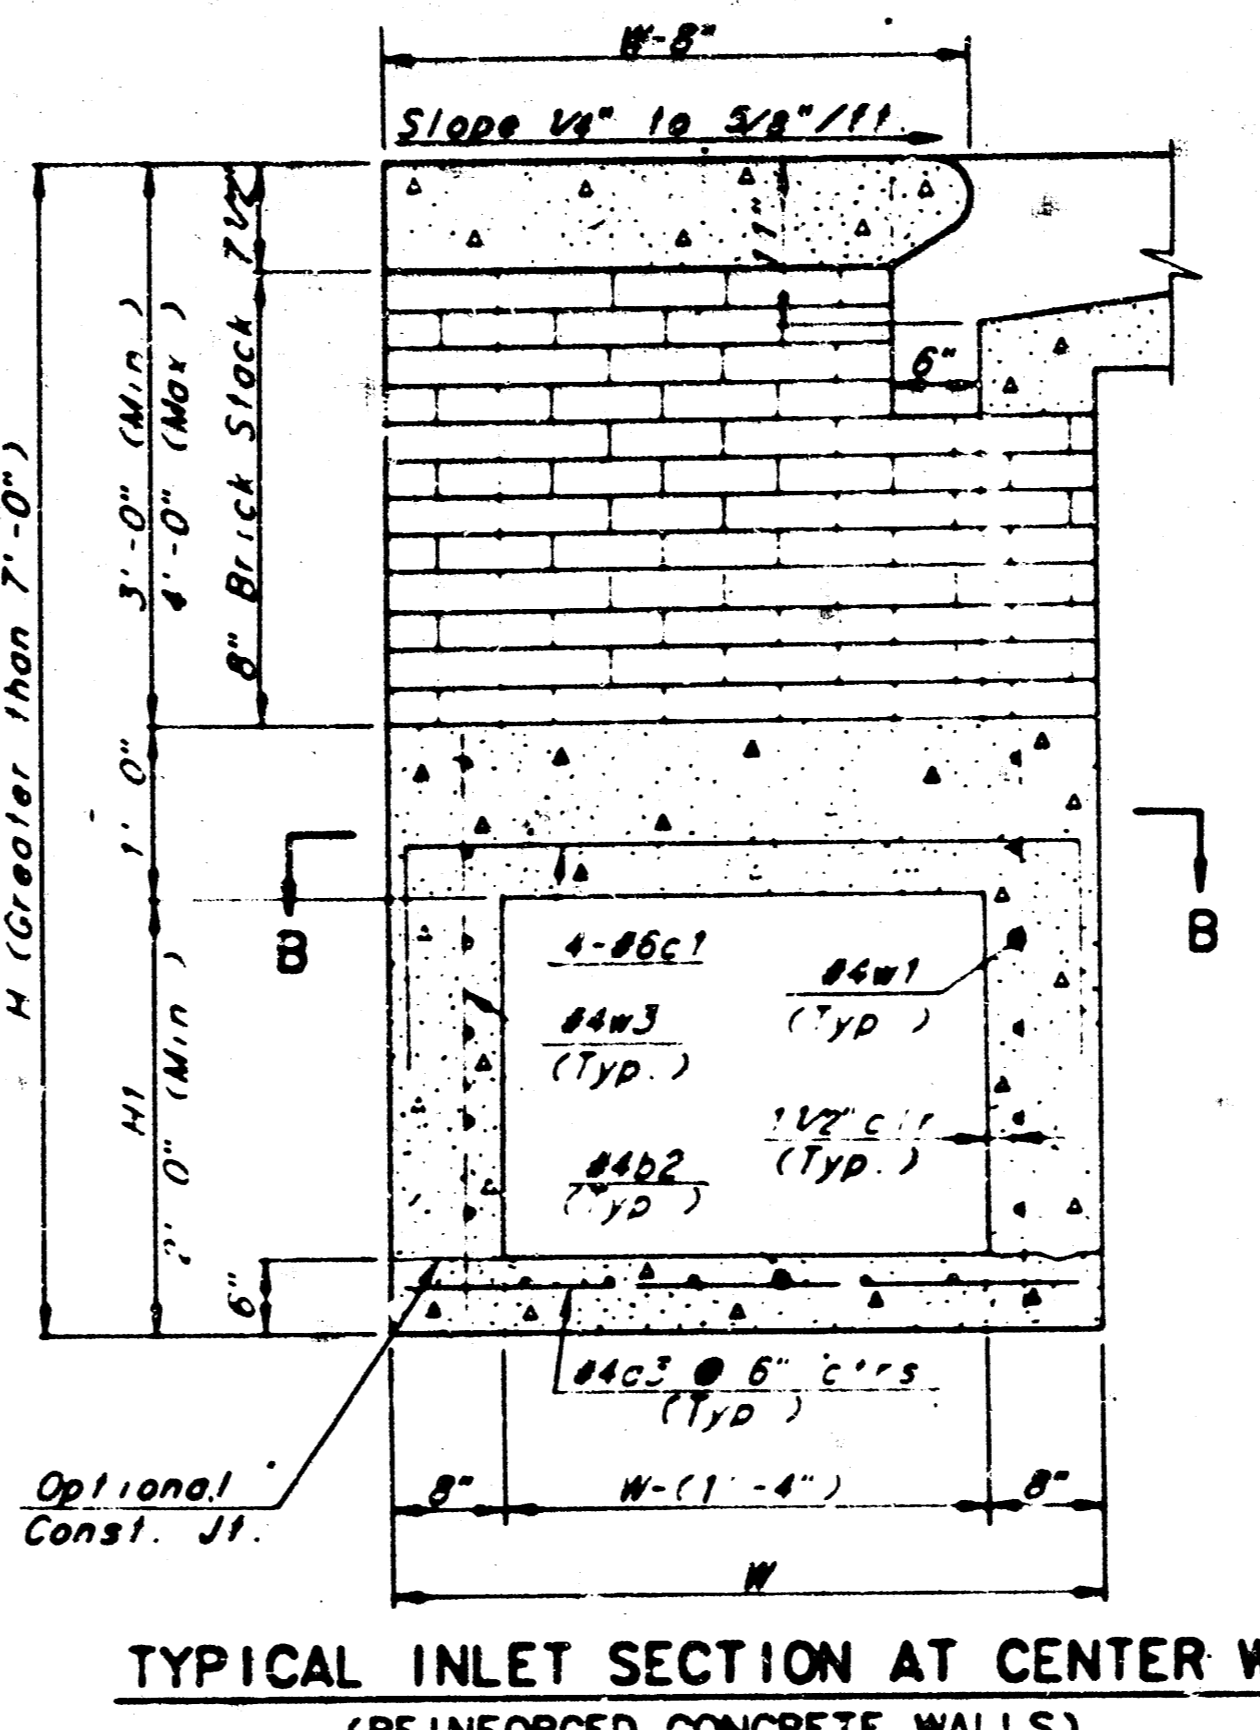 W-8"
Slope 1/4" to 5/8"/ft.
7 1/2"
11"
3'-0" (Min )
4'-0" (Max )
8" Brick Stack
6"
H (Greater than 7'-0")
1' 0"
B
B
4-#6c1
#4w1
(Typ )
#4w3
(Typ.)
H1
2' 0" (Min )
1 1/2" clr
(Typ.)
#4b2
(Typ )
6"
#4a3 @ 6" ctrs
(Typ )
Optional
Const. Jt.
8"
W-(1'-4")
8"
W
TYPICAL INLET SECTION AT CENTER W
(REINFORCED CONCRETE WALLS)